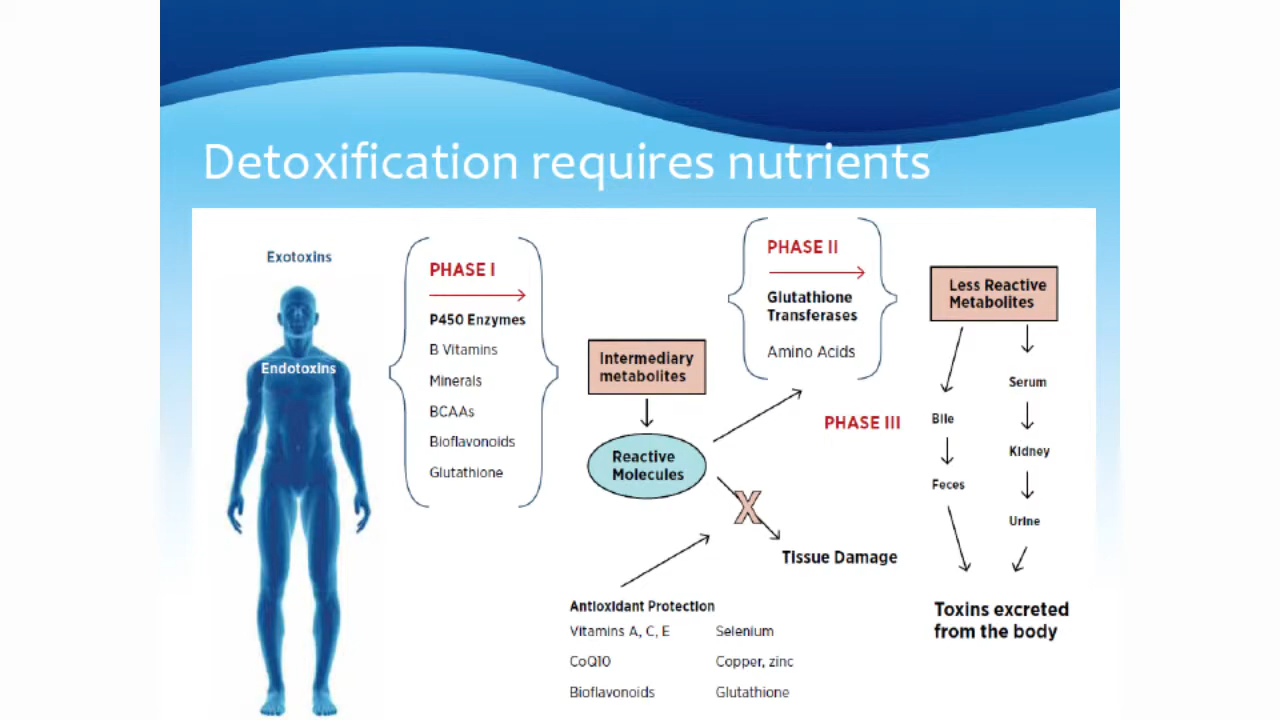 Detoxification requires nutrients
Exotoxins
Endotoxins
PHASE I
P450 Enzymes
B Vitamins
Minerals
BCAAs
Bioflavonoids
Glutathione
Intermediary
metabolites
Reactive
Molecules
PHASE II
Glutathione
Transferases
Amino Acids
PHASE III
X
Tissue Damage
Antioxidant Protection
Vitamins A, C, E
Selenium
CoQ10
Copper, zinc
Bioflavonoids
Glutathione
Less Reactive
Metabolites
Bile
Feces
Serum
Kidney
Urine
Toxins excreted
from the body